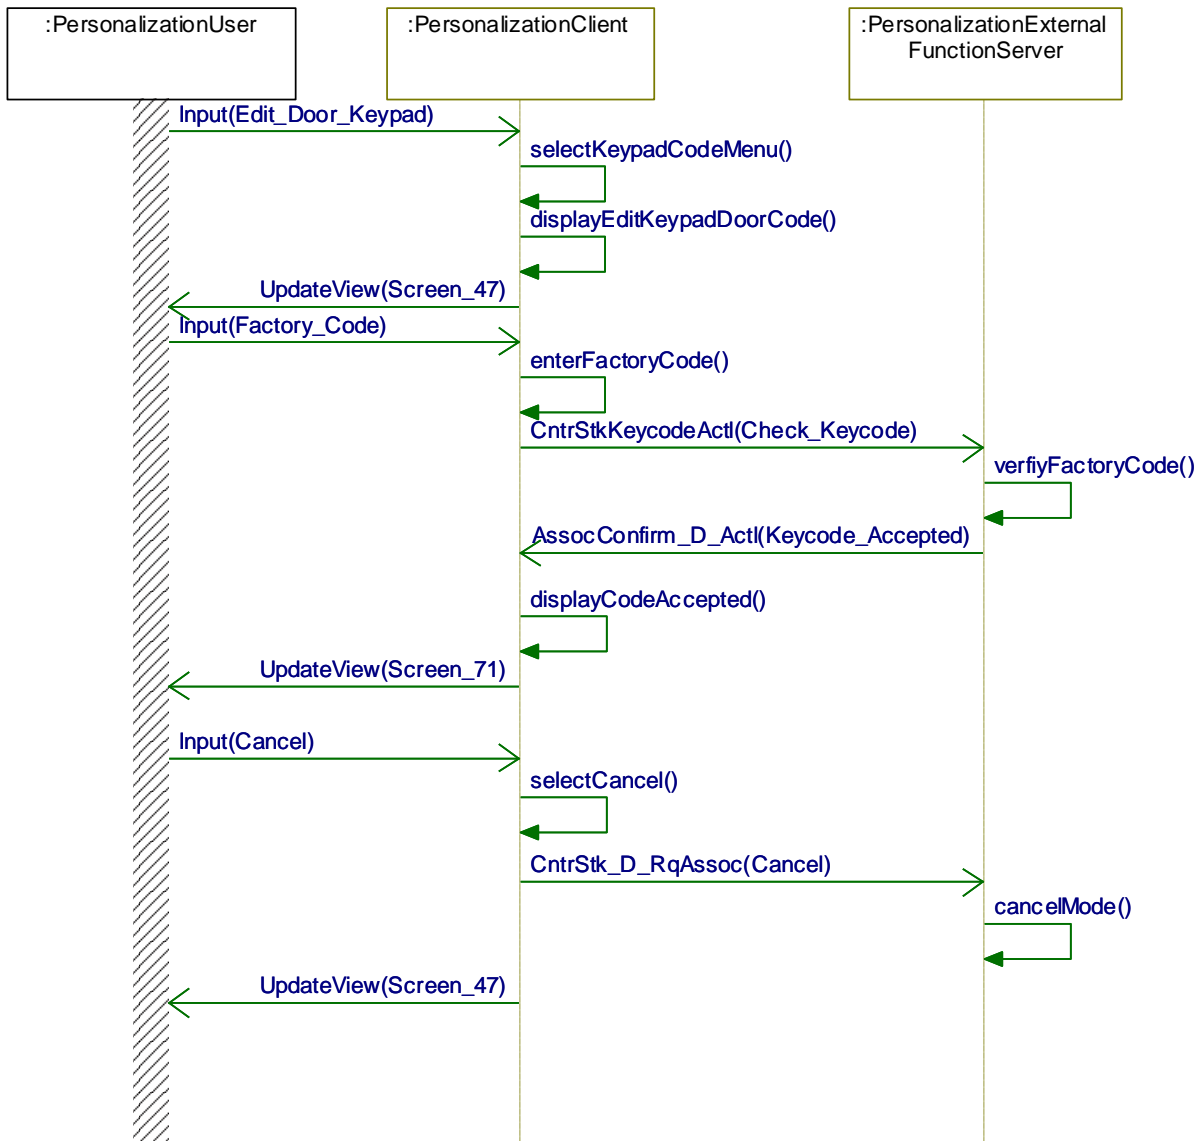 :PersonalizationUser
:PersonalizationClient
:PersonalizationExternal
FunctionServer
Input(Edit_Door_Keypad)
selectKeypadCodeMenu()
displayEditKeypadDoorCode()
UpdateView(Screen_47)
Input(Factory_Code)
enterFactoryCode()
CntrStkKeycodeActl(Check_Keycode)
verfiyFactoryCode()
AssocConfirm_D_Actl(Keycode_Accepted)
displayCodeAccepted()
UpdateView(Screen_71)
Input(Cancel)
selectCancel()
CntrStk_D_RqAssoc(Cancel)
cancelMode()
UpdateView(Screen_47)